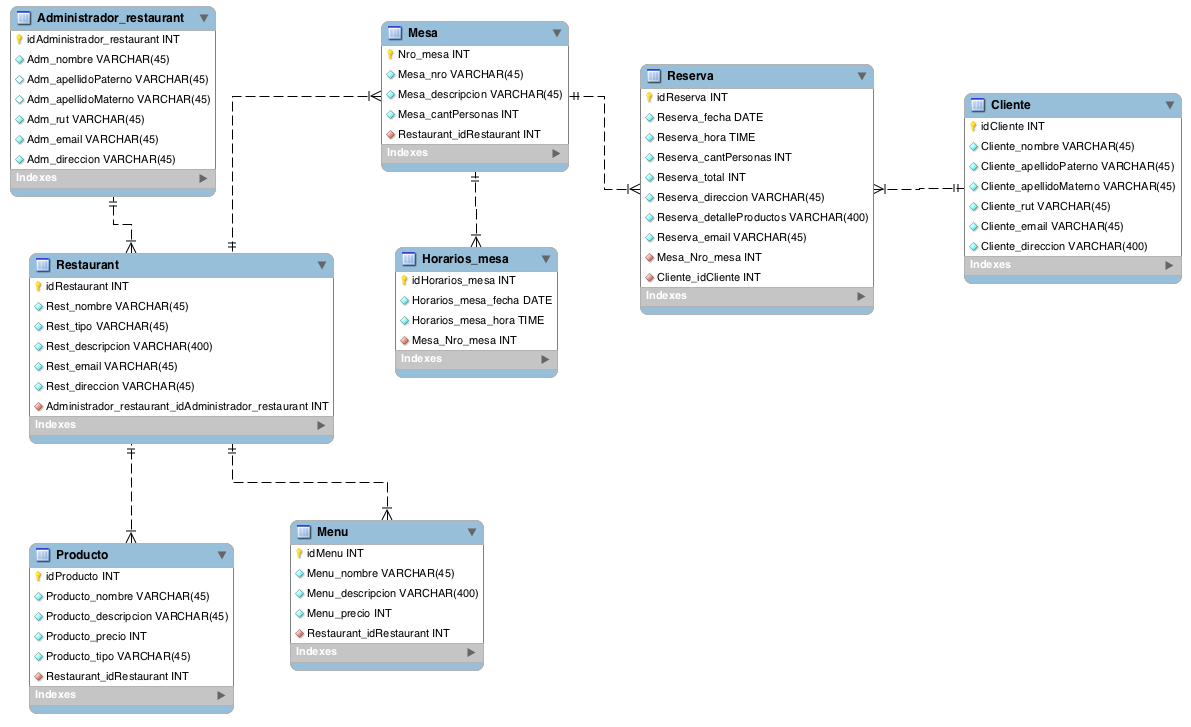 Administrador_restaurant
idAdministrador_restaurant INT
Adm_nombre VARCHAR(45)
Adm_apellidoPaterno VARCHAR(45)
Adm_apellidoMaterno VARCHAR(45)
Adm_rut VARCHAR(45)
Adm_email VARCHAR(45)
Adm_direccion VARCHAR(45)
Indexes
Mesa
Nro_mesa INT
Mesa_nro VARCHAR(45)
Mesa_descripcion VARCHAR(45)
Mesa_cantPersonas INT
Restaurant_idRestaurant INT
Indexes
Reserva
idReserva INT
Reserva_fecha DATE
Reserva_hora TIME
Reserva_cantPersonas INT
Reserva_total INT
Reserva_direccion VARCHAR(45)
Reserva_detalleProductos VARCHAR(400)
Reserva_email VARCHAR(45)
Mesa_Nro_mesa INT
Cliente_idCliente INT
Indexes
Cliente
idCliente INT
Cliente_nombre VARCHAR(45)
Cliente_apellidoPaterno VARCHAR(45)
Cliente_apellidoMaterno VARCHAR(45)
Cliente_rut VARCHAR(45)
Cliente_email VARCHAR(45)
Cliente_direccion VARCHAR(400)
Indexes
Restaurant
idRestaurant INT
Rest_nombre VARCHAR(45)
Rest_tipo VARCHAR(45)
Rest_descripcion VARCHAR(400)
Rest_email VARCHAR(45)
Rest_direccion VARCHAR(45)
Administrador_restaurant_idAdministrador_restaurant INT
Indexes
Horarios_mesa
idHorarios_mesa INT
Horarios_mesa_fecha DATE
Horarios_mesa_hora TIME
Mesa_Nro_mesa INT
Indexes
Producto
idProducto INT
Producto_nombre VARCHAR(45)
Producto_descripcion VARCHAR(45)
Producto_precio INT
Producto_tipo VARCHAR(45)
Restaurant_idRestaurant INT
Indexes
Menu
idMenu INT
Menu_nombre VARCHAR(45)
Menu_descripcion VARCHAR(400)
Menu_precio INT
Restaurant_idRestaurant INT
Indexes